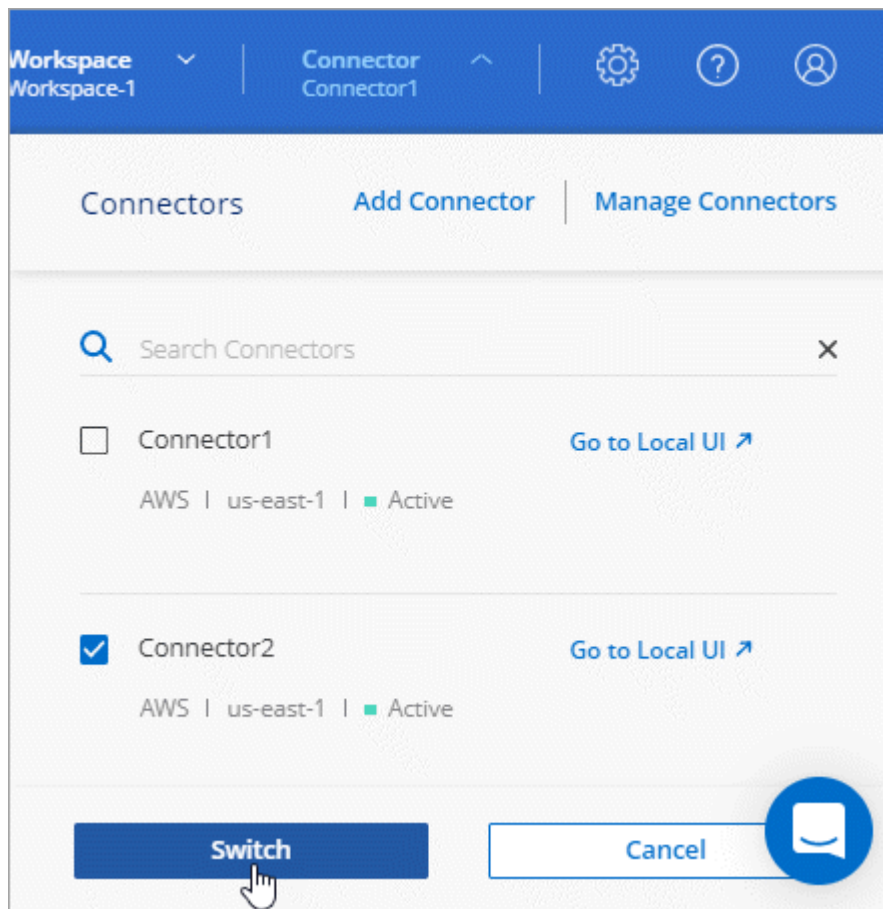 Workspace
Workspace-1
Connector
Connector1
Connectors
Add Connector
Manage Connectors
Search Connectors
Connector1
Go to Local UI
AWS | us-east-1 | Active
Connector2
Go to Local UI
AWS | us-east-1 | Active
Switch
Cancel